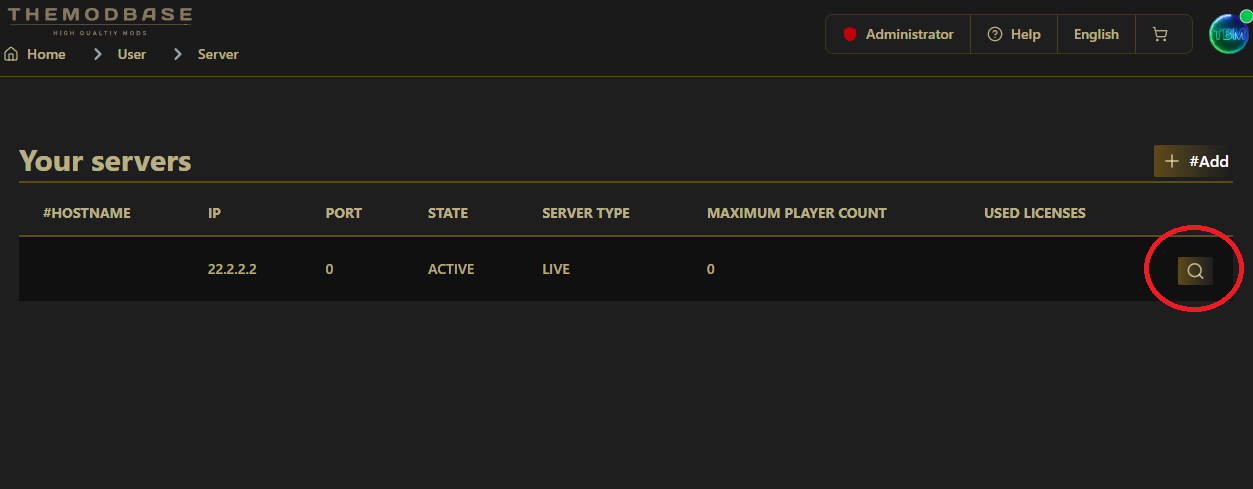 THEMODBASE
HIGH QUALTIY MODS
Home User Server
Administrator Help English
TBM
Your servers
#Add
#HOSTNAME IP PORT STATE SERVER TYPE MAXIMUM PLAYER COUNT USED LICENSES
22.2.2.2 0 ACTIVE LIVE 0